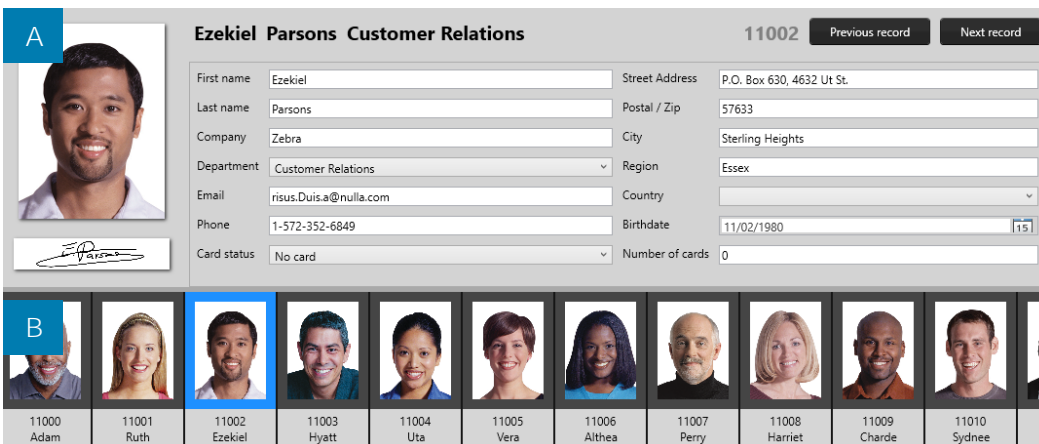 A
Ezekiel Parsons Customer Relations
11002
Previous record
Next record
First name
Ezekiel
Street Address
P.O. Box 630, 4632 Ut St.
Last name
Parsons
Postal / Zip
57633
Company
Zebra
City
Sterling Heights
Department
Customer Relations
Region
Essex
Email
risus.Duis.a@nulla.com
Country
Phone
1-572-352-6849
Birthdate
11/02/1980
15
E.Parsons
Card status
No card
Number of cards
0
B
11000
Adam
11001
Ruth
11002
Ezekiel
11003
Hyatt
11004
Uta
11005
Vera
11006
Althea
11007
Perry
11008
Harriet
11009
Charde
11010
Sydnee